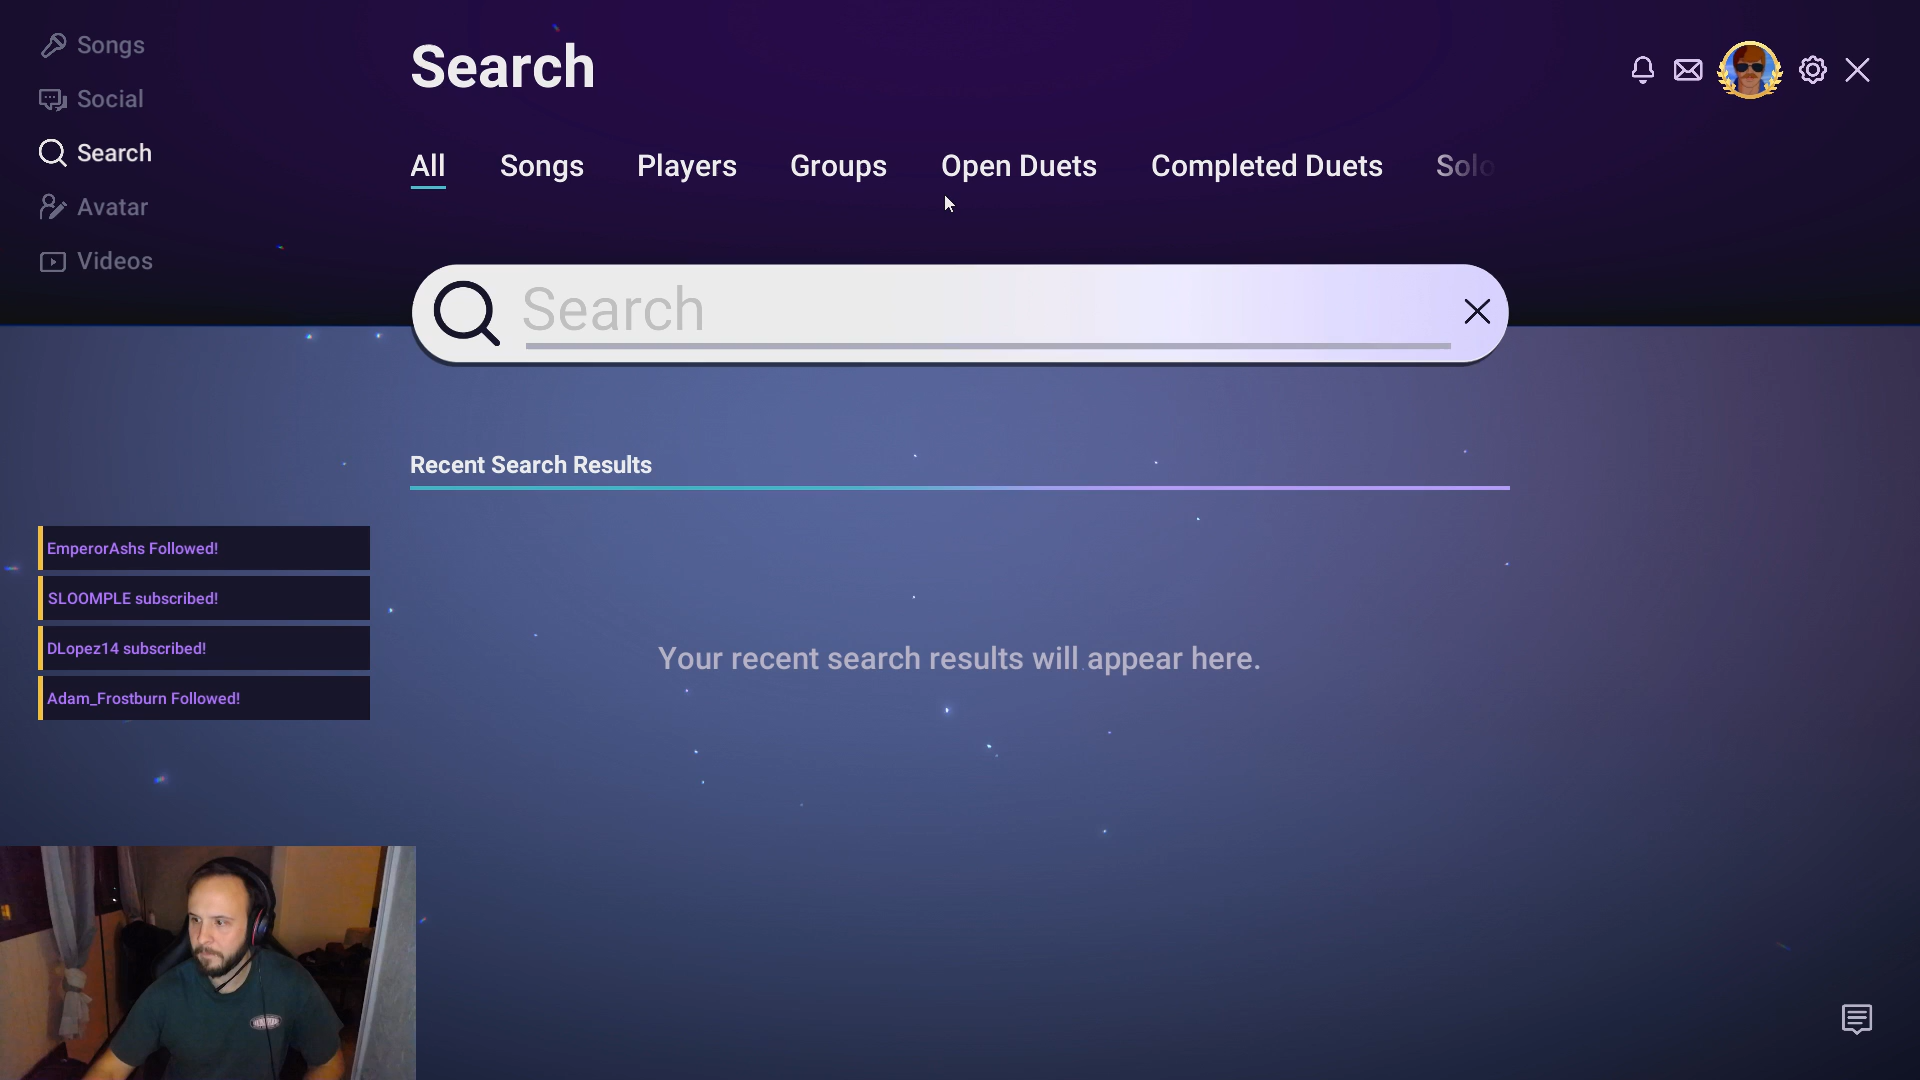 Songs
Social
Search
Avatar
Videos
Search
All Songs Players Groups Open Duets Completed Duets Solo
Search
Recent Search Results
Your recent search results will appear here.
EmperorAshs Followed!
SLOOMPLE subscribed!
DLopez14 subscribed!
Adam_Frostburn Followed!